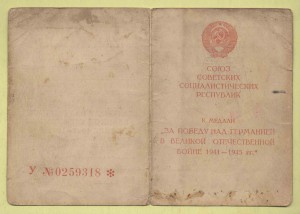 У №0259318 *
СОЮЗ
СОВЕТСКИХ
СОЦИАЛИСТИЧЕСКИХ
РЕСПУБЛИК
К МЕДАЛИ
„ЗА ПОБЕДУ НАД ГЕРМАНИЕЙ
В ВЕЛИКОЙ ОТЕЧЕСТВЕННОЙ
ВОЙНЕ 1941—1945 гг."